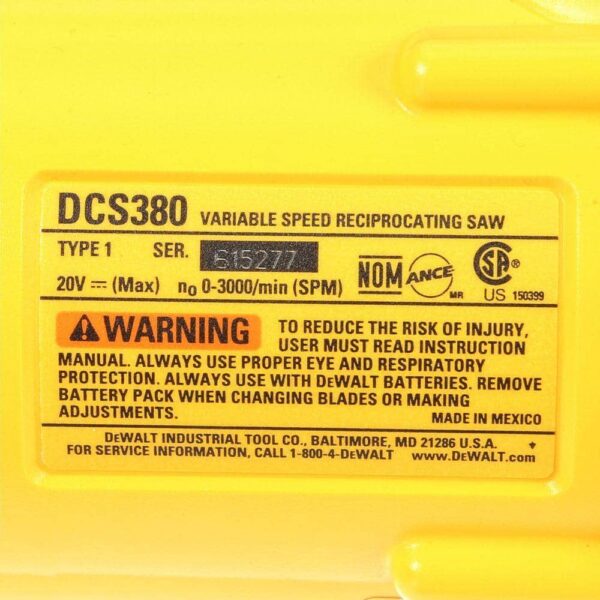 DCS380 VARIABLE SPEED RECIPROCATING SAW
TYPE 1 SER. 615277
20V ⎓ (Max) no 0-3000/min (SPM) NOM ANCE MR SA ® US 150399
⚠WARNING TO REDUCE THE RISK OF INJURY,
USER MUST READ INSTRUCTION
MANUAL. ALWAYS USE PROPER EYE AND RESPIRATORY
PROTECTION. ALWAYS USE WITH DEWALT BATTERIES. REMOVE
BATTERY PACK WHEN CHANGING BLADES OR MAKING
ADJUSTMENTS. MADE IN MEXICO
DEWALT INDUSTRIAL TOOL CO., BALTIMORE, MD 21286 U.S.A.
FOR SERVICE INFORMATION, CALL 1-800-4-DEWALT www.DEWALT.com